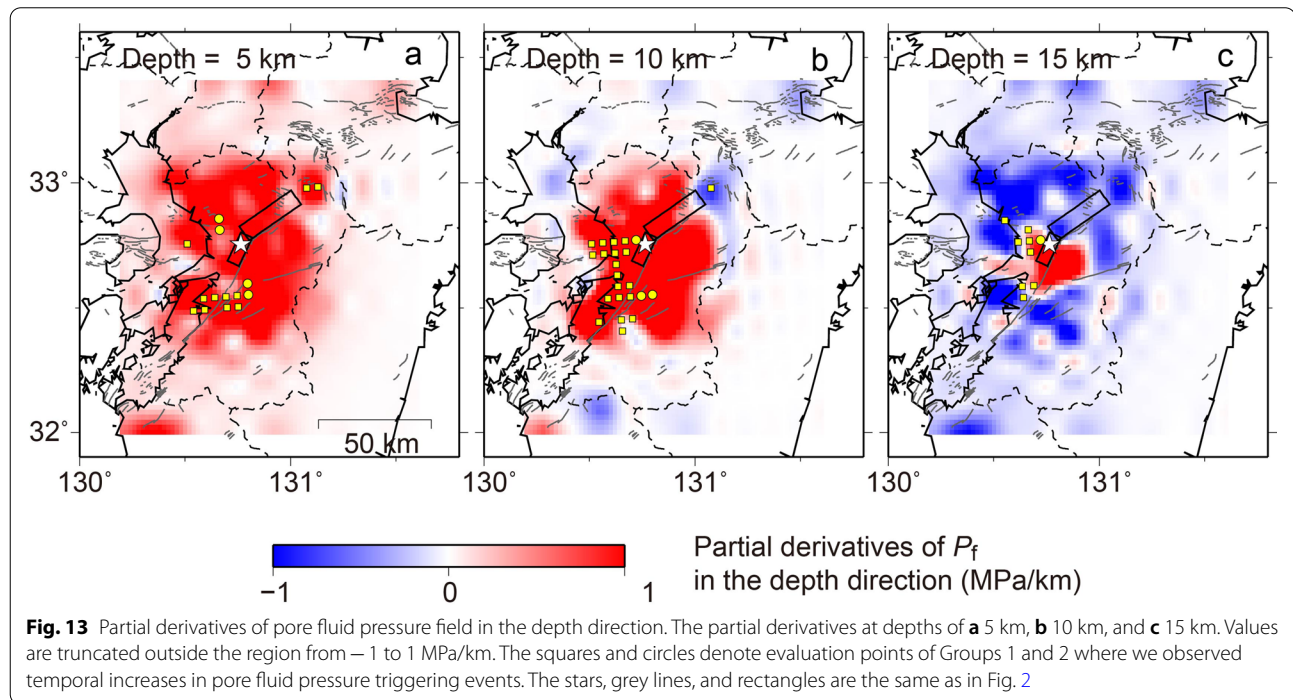 Depth = 5 km
a
Depth = 10 km
b
Depth = 15 km
c
33°
32°
50 km
130°
131°
130°
131°
130°
131°
−1
0
1
Partial derivatives of Pf
in the depth direction (MPa/km)
Fig. 13 Partial derivatives of pore fluid pressure field in the depth direction. The partial derivatives at depths of a 5 km, b 10 km, and c 15 km. Values
are truncated outside the region from − 1 to 1 MPa/km. The squares and circles denote evaluation points of Groups 1 and 2 where we observed
temporal increases in pore fluid pressure triggering events. The stars, grey lines, and rectangles are the same as in Fig. 2